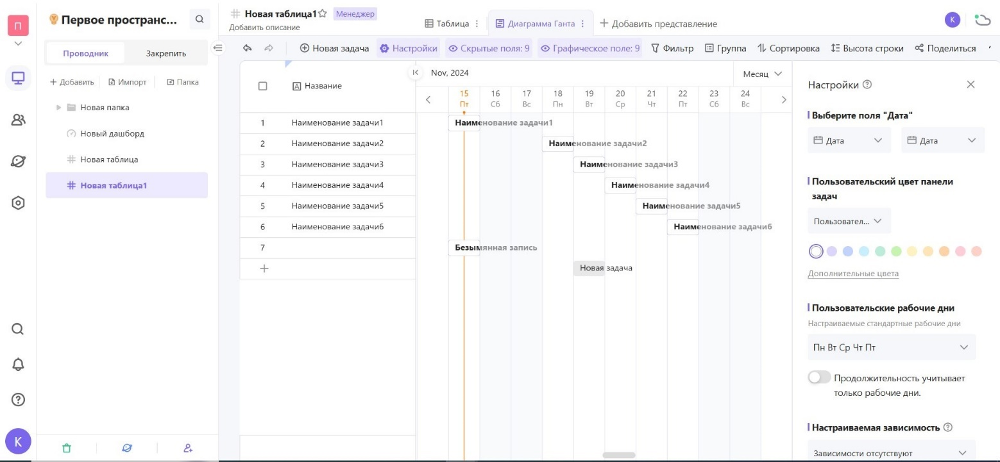 П
Первое пространс...
Проводник
Закрепить
Добавить
Импорт
Папка
Новая папка
Новый дашборд
Новая таблица
Новая таблица1
К
Новая таблица1
Менеджер
Добавить описание
Таблица
Диаграмма Ганта
Добавить представление
К
Новая задача
Настройки
Скрытые поля: 9
Графическое поле: 9
Фильтр
Группа
Сортировка
Высота строки
Поделиться
Название
Nov, 2024
Месяц
15 16 17 18 19 20 21 22 23 24
Пт Сб Вс Пн Вт Ср Чт Пт Сб Вс
1 Наименование задачи1 Наименование задачи1
2 Наименование задачи2 Наименование задачи2
3 Наименование задачи3 Наименование задачи3
4 Наименование задачи4 Наименование задачи4
5 Наименование задачи5 Наименование задачи5
6 Наименование задачи6 Наименование задачи6
7 Безымянная запись
Новая задача
Настройки
Выберите поля "Дата"
Дата Дата
Пользовательский цвет панели
задач
Пользовател...
Дополнительные цвета
Пользовательские рабочие дни
Настраиваемые стандартные рабочие дни
Пн Вт Ср Чт Пт
Продолжительность учитывает
только рабочие дни.
Настраиваемая зависимость
Зависимости отсутствуют